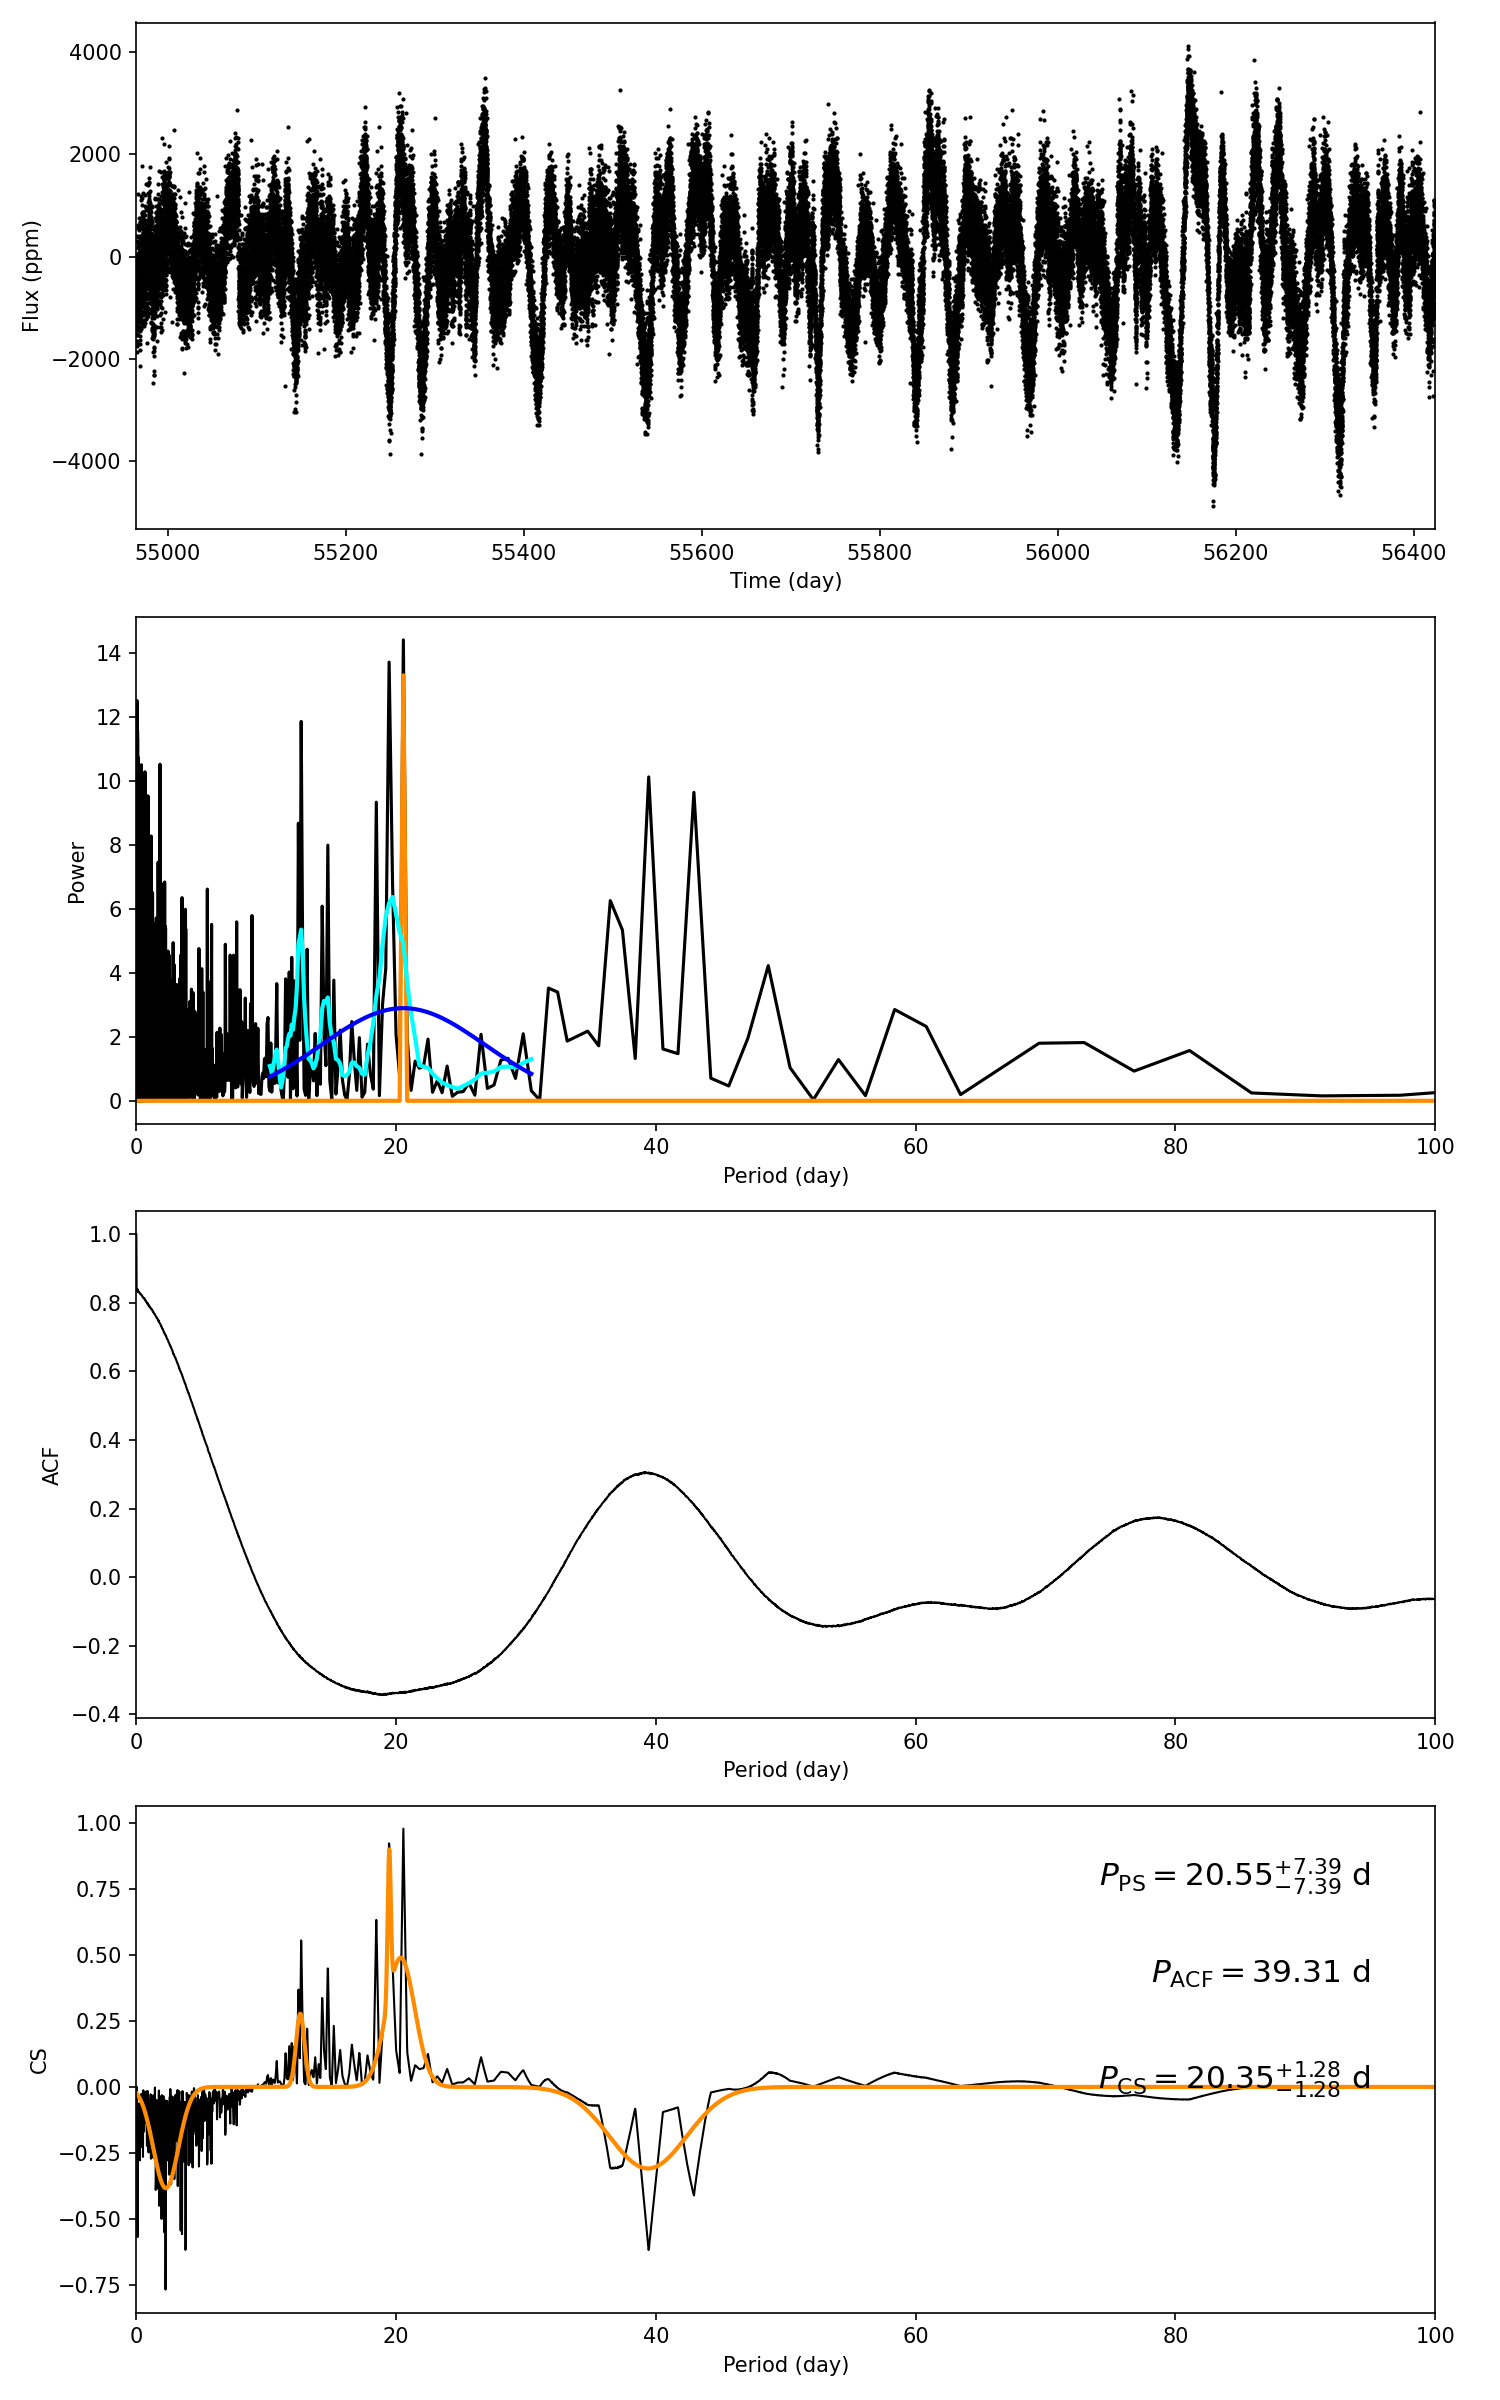 4000
2000
0
−2000
−4000
Flux (ppm)
55000 55200 55400 55600 55800 56000 56200 56400
Time (day)
14
12
10
8
6
4
2
0
Power
0 20 40 60 80 100
Period (day)
1.0
0.8
0.6
0.4
0.2
0.0
−0.2
−0.4
ACF
0 20 40 60 80 100
Period (day)
1.00
0.75
0.50
0.25
0.00
−0.25
−0.50
−0.75
CS
P_PS = 20.55^{+7.39}_{−7.39} d
P_ACF = 39.31 d
P_CS = 20.35^{+1.28}_{−1.28} d
0 20 40 60 80 100
Period (day)